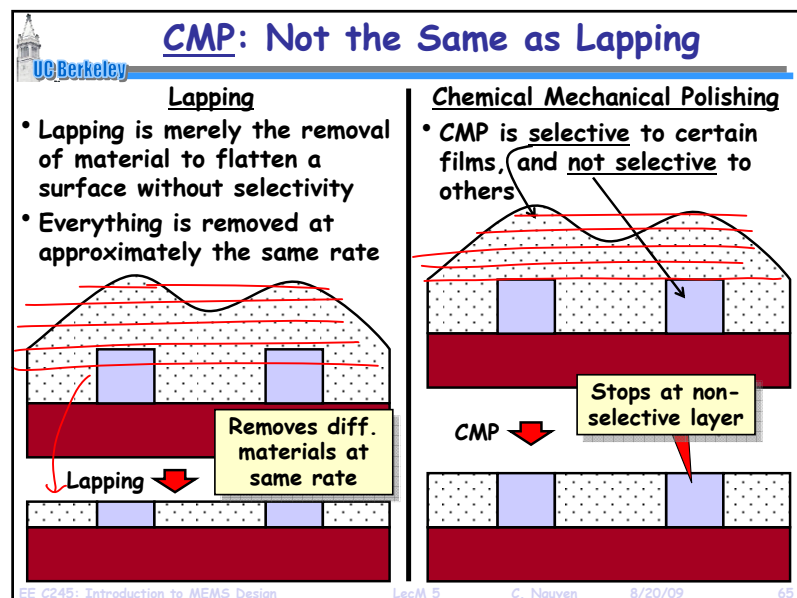 CMP: Not the Same as Lapping
UC Berkeley
Lapping
• Lapping is merely the removal
of material to flatten a
surface without selectivity
• Everything is removed at
approximately the same rate
Removes diff.
materials at
same rate
Lapping
Chemical Mechanical Polishing
• CMP is selective to certain
films, and not selective to
others
Stops at non-
selective layer
CMP
EE C245: Introduction to MEMS Design LecM 5 C. Nguyen 8/20/09 65